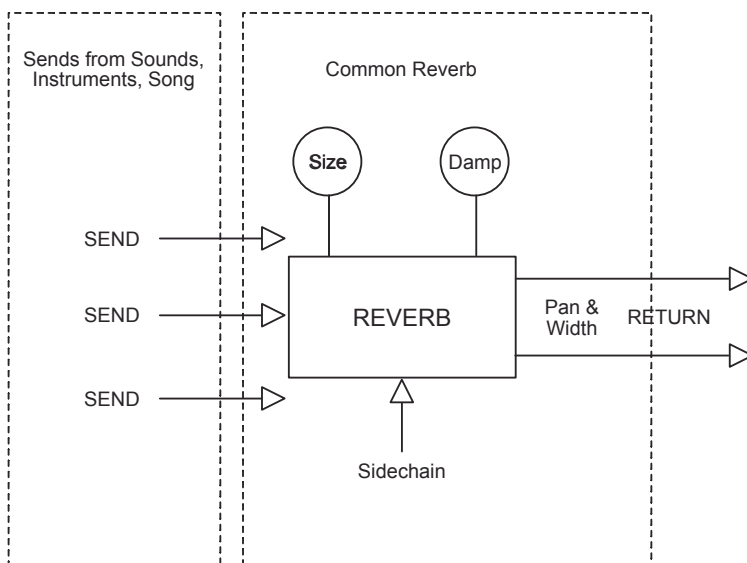 Sends from Sounds,
Instruments, Song
Common Reverb
Size
Damp
SEND
SEND
SEND
REVERB
Pan &
Width
RETURN
Sidechain